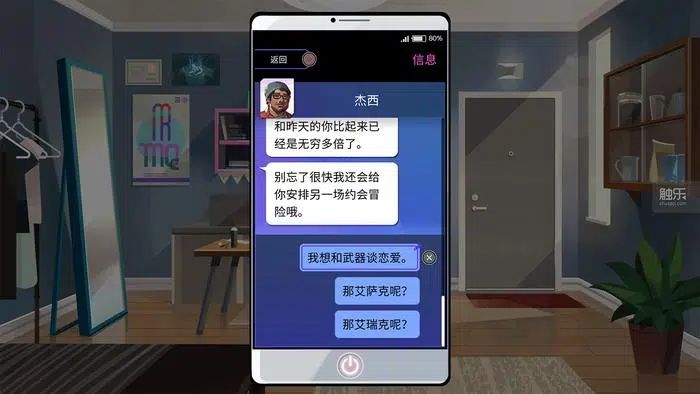 80%
返回
信息
杰西
和昨天的你比起来已
经是无穷多倍了。
别忘了很快我还会给
你安排另一场约会冒
险哦。
我想和武器谈恋爱。
那艾萨克呢？
那艾瑞克呢？
触乐
chuapp.com